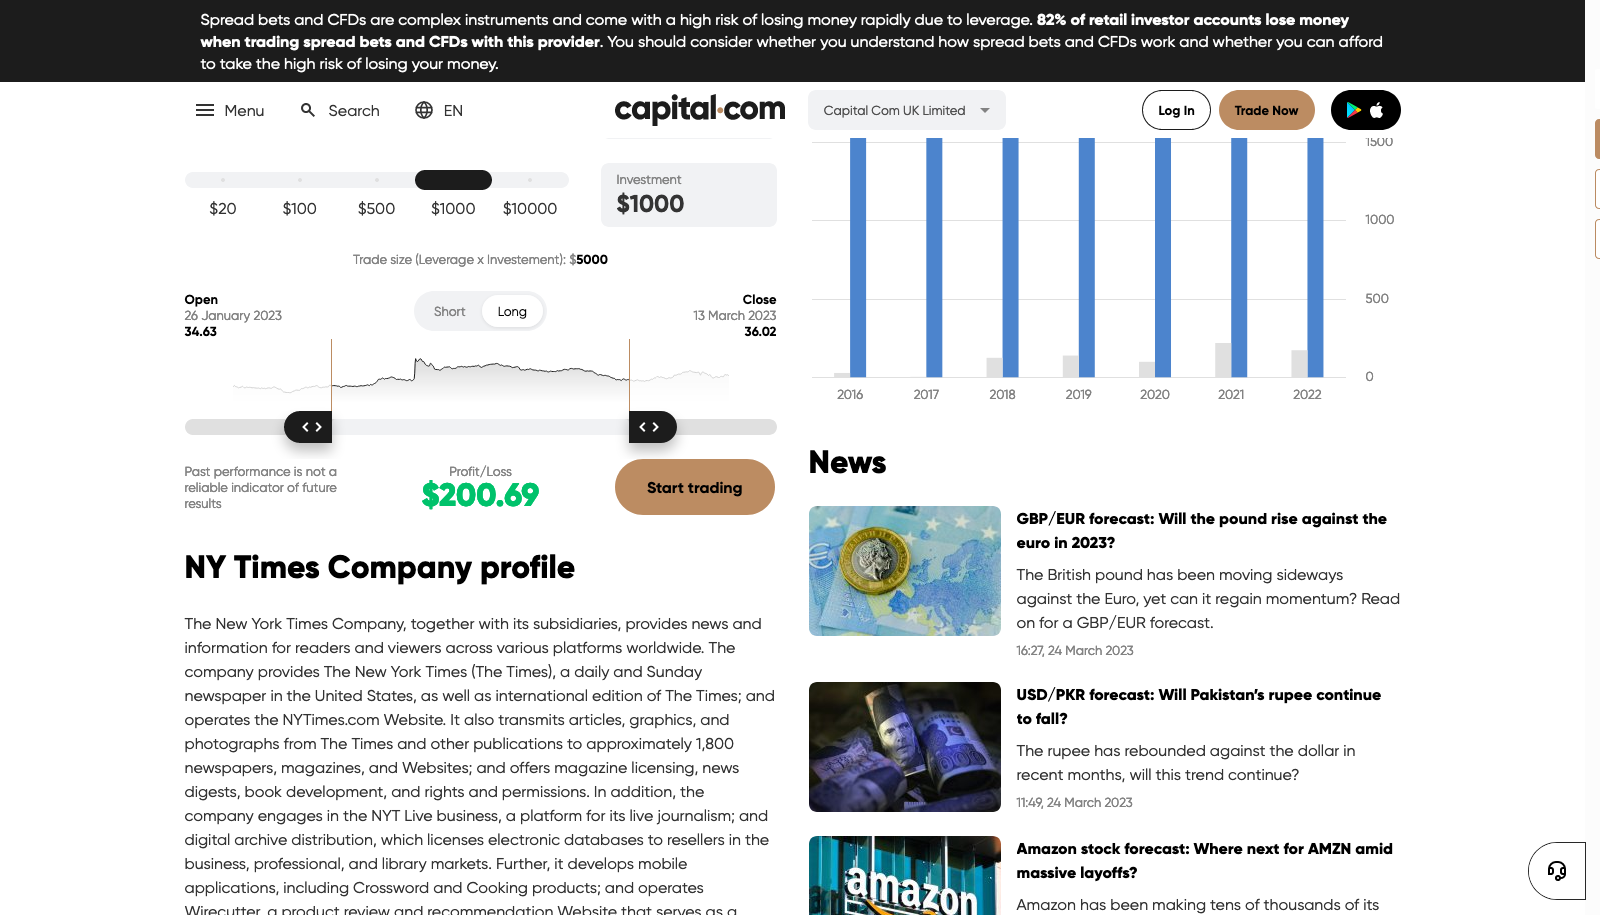 Spread bets and CFDs are complex instruments and come with a high risk of losing money rapidly due to leverage. 82% of retail investor accounts lose money
when trading spread bets and CFDs with this provider. You should consider whether you understand how spread bets and CFDs work and whether you can afford
to take the high risk of losing your money.
Menu
Search
EN
capital.com
Capital Com UK Limited
Log In
Trade Now
$20
$100
$500
$1000
$10000
Investment
$1000
Trade size (Leverage x Investement): $5000
Open
26 January 2023
34.63
Short
Long
Close
13 March 2023
36.02
Past performance is not a
reliable indicator of future
results
Profit/Loss
$200.69
Start trading
NY Times Company profile
The New York Times Company, together with its subsidiaries, provides news and
information for readers and viewers across various platforms worldwide. The
company provides The New York Times (The Times), a daily and Sunday
newspaper in the United States, as well as international edition of The Times; and
operates the NYTimes.com Website. It also transmits articles, graphics, and
photographs from The Times and other publications to approximately 1,800
newspapers, magazines, and Websites; and offers magazine licensing, news
digests, book development, and rights and permissions. In addition, the
company engages in the NYT Live business, a platform for its live journalism; and
digital archive distribution, which licenses electronic databases to resellers in the
business, professional, and library markets. Further, it develops mobile
applications, including Crossword and Cooking products; and operates
Wirecutter, a product review and recommendation Website that serves as a
1500
1000
500
0
2016
2017
2018
2019
2020
2021
2022
News
GBP/EUR forecast: Will the pound rise against the
euro in 2023?
The British pound has been moving sideways
against the Euro, yet can it regain momentum? Read
on for a GBP/EUR forecast.
16:27, 24 March 2023
USD/PKR forecast: Will Pakistan's rupee continue
to fall?
The rupee has rebounded against the dollar in
recent months, will this trend continue?
11:49, 24 March 2023
amazon
Amazon stock forecast: Where next for AMZN amid
massive layoffs?
Amazon has been making tens of thousands of its